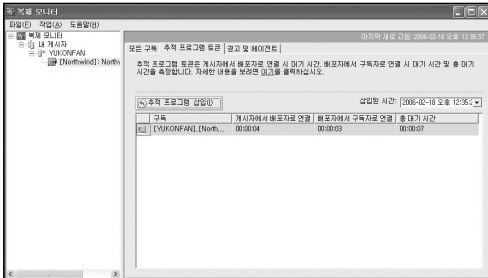 복제 모니터
파일(F) 작업(A) 도움말(H)
복제 모니터
내 게시자
YUKONFAN
[Northwind] : North
마지막 새로 고침: 2006-02-18 오후 12:35:37
모든 구독 추적 프로그램 토큰 경고 및 에이전트
추적 프로그램 토큰은 게시자에서 배포자로 연결 시 대기 시간, 배포자에서 구독자로 연결 시 대기 시간 및 총 대기
시간을 측정합니다. 자세한 내용을 보려면 여기를 클릭하십시오.
추적 프로그램 삽입(I) 삽입된 시간: 2006-02-18 오후 12:35:2
구독 게시자에서 배포자로 연결 배포자에서 구독자로 연결 총 대기 시간
[YUKONFAN].[North... 00:00:04 00:00:03 00:00:07